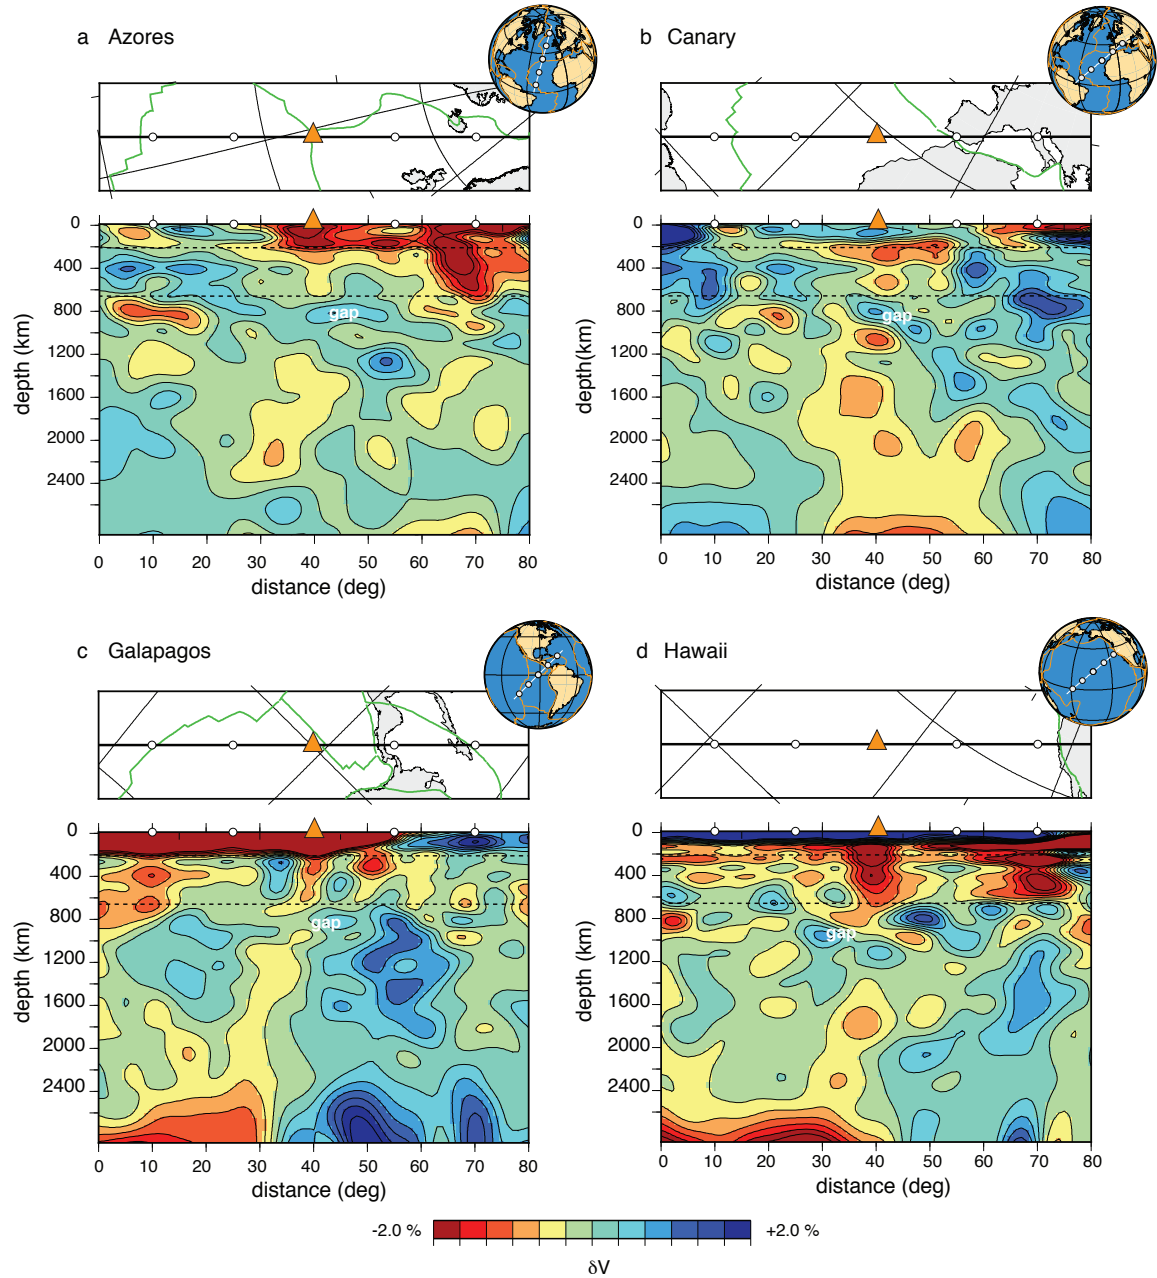 a Azores
0
400
800
1200
1600
2000
2400
depth (km)
gap
0 10 20 30 40 50 60 70 80
distance (deg)
b Canary
0
400
800
1200
1600
2000
2400
depth(km)
gap
0 10 20 30 40 50 60 70 80
distance (deg)
c Galapagos
0
400
800
1200
1600
2000
2400
depth (km)
gap
0 10 20 30 40 50 60 70 80
distance (deg)
d Hawaii
0
400
800
1200
1600
2000
2400
depth (km)
gap
0 10 20 30 40 50 60 70 80
distance (deg)
-2.0 % +2.0 %
δV